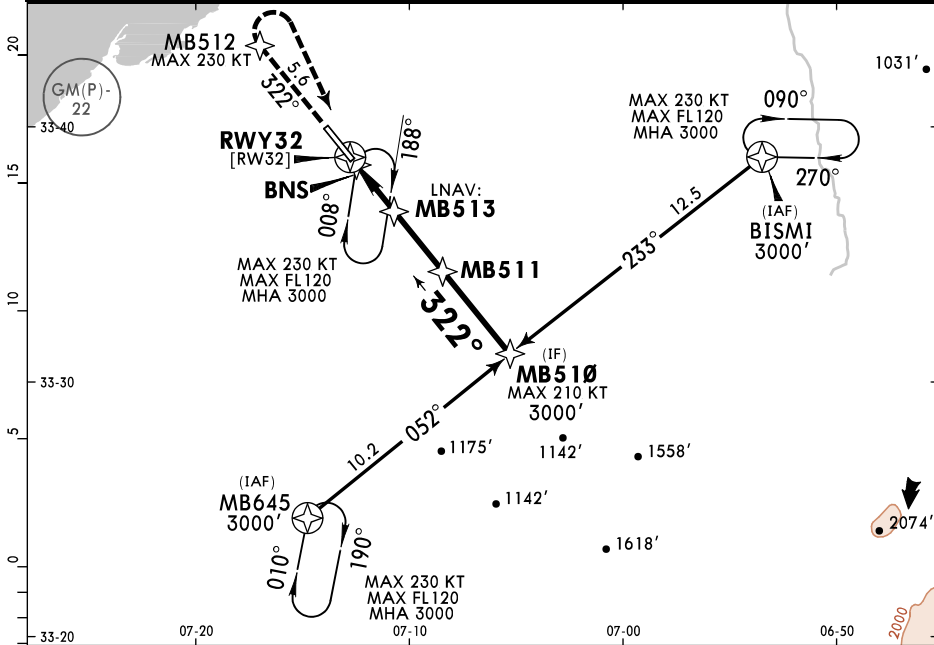 20
MB512
MAX 230 KT
1031'
GM(P)-
22
5.6
322°
MAX 230 KT
MAX FL120
MHA 3000
090°
33-40
RWY32
[RW32]
188°
15
270°
BNS
LNAV:
MB513
12.5
(IAF)
BISMI
3000'
008°
233°
MAX 230 KT
MAX FL120
MHA 3000
MB511
10
322°
(IF)
MB510
MAX 210 KT
3000'
33-30
052°
5
10.2
1175'
1142'
1558'
(IAF)
MB645
3000'
1142'
2074'
1618'
0
010°
190°
MAX 230 KT
MAX FL120
MHA 3000
2000
33-20
07-20
07-10
07-00
06-50